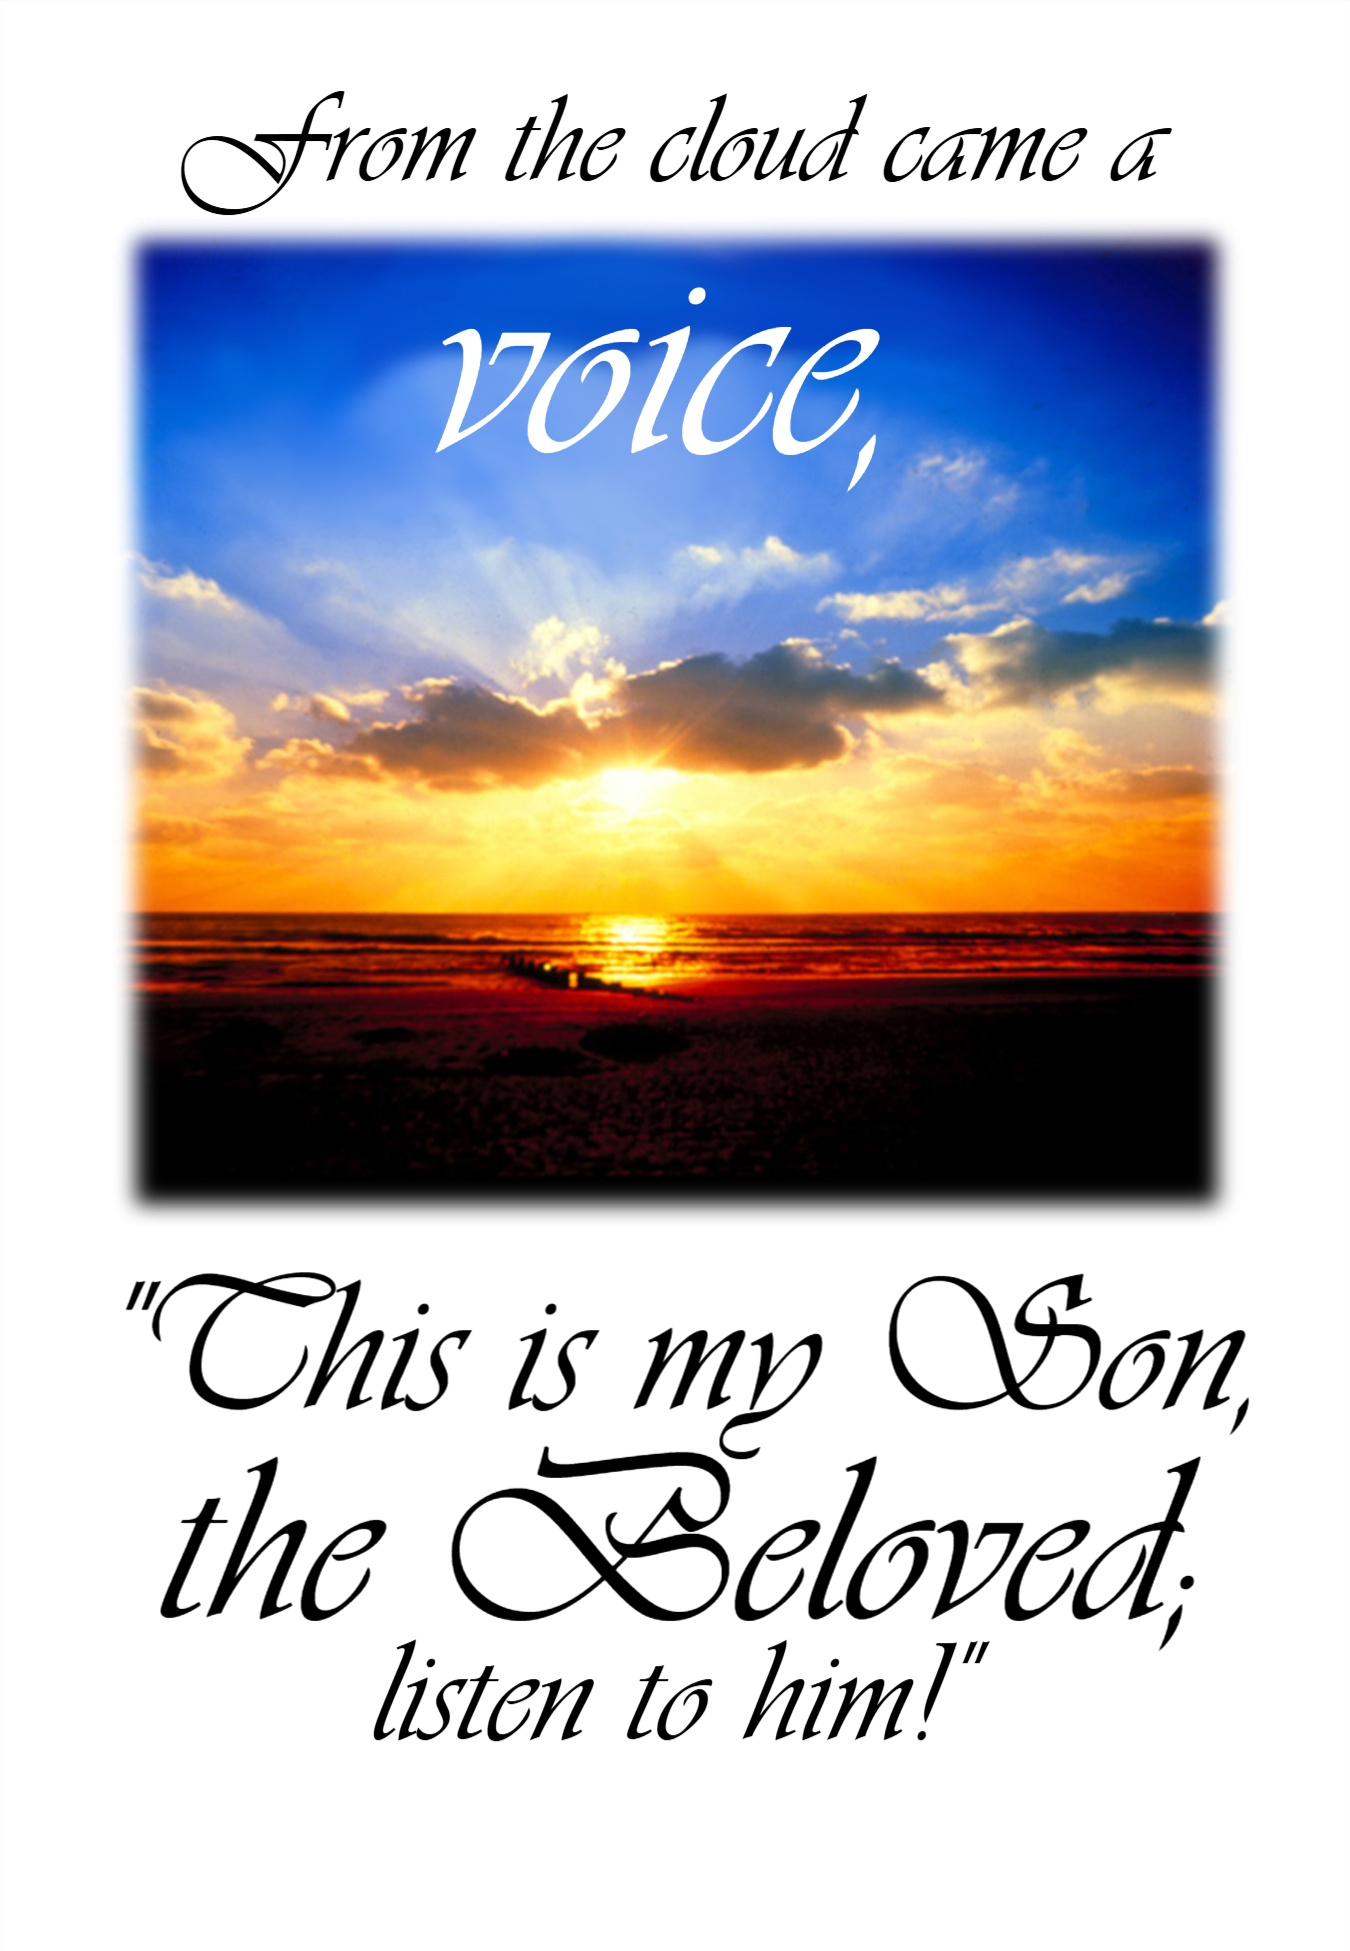 From the cloud came a
voice,
"This is my Son,
the Beloved;
listen to him!"